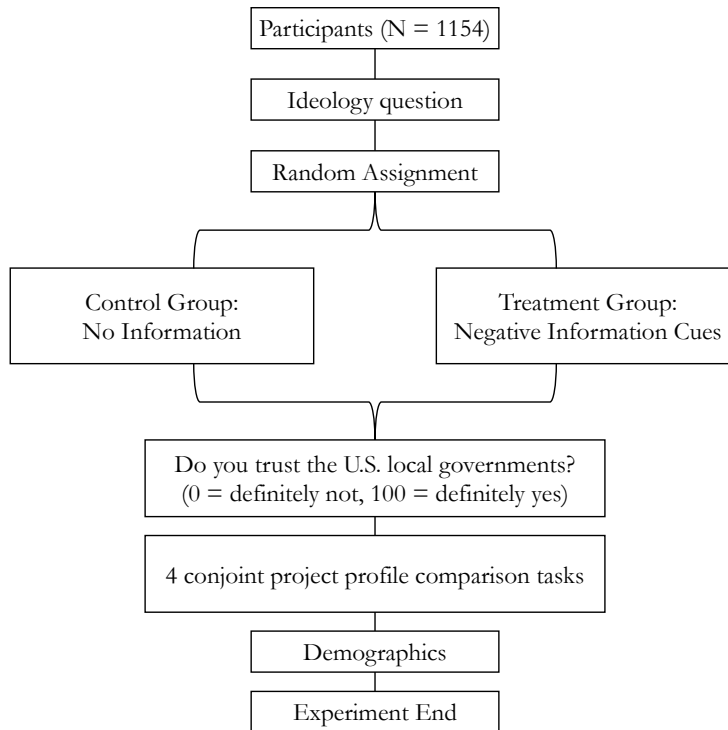 Participants (N = 1154)
Ideology question
Random Assignment
Control Group:
No Information
Treatment Group:
Negative Information Cues
Do you trust the U.S. local governments?
(0 = definitely not, 100 = definitely yes)
4 conjoint project profile comparison tasks
Demographics
Experiment End